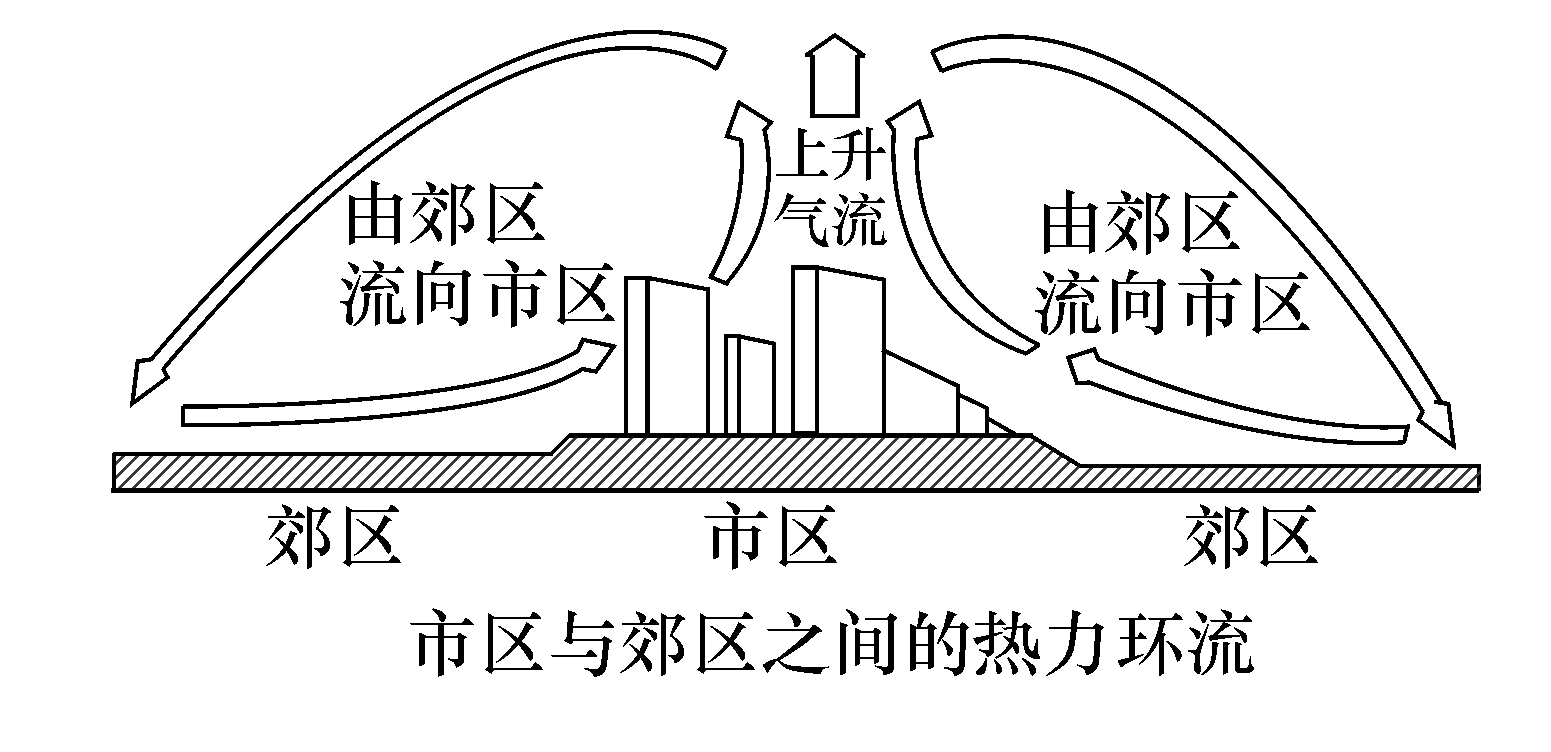 上升
气流
由郊区
流向市区
由郊区
流向市区
郊区
市区
郊区
市区与郊区之间的热力环流